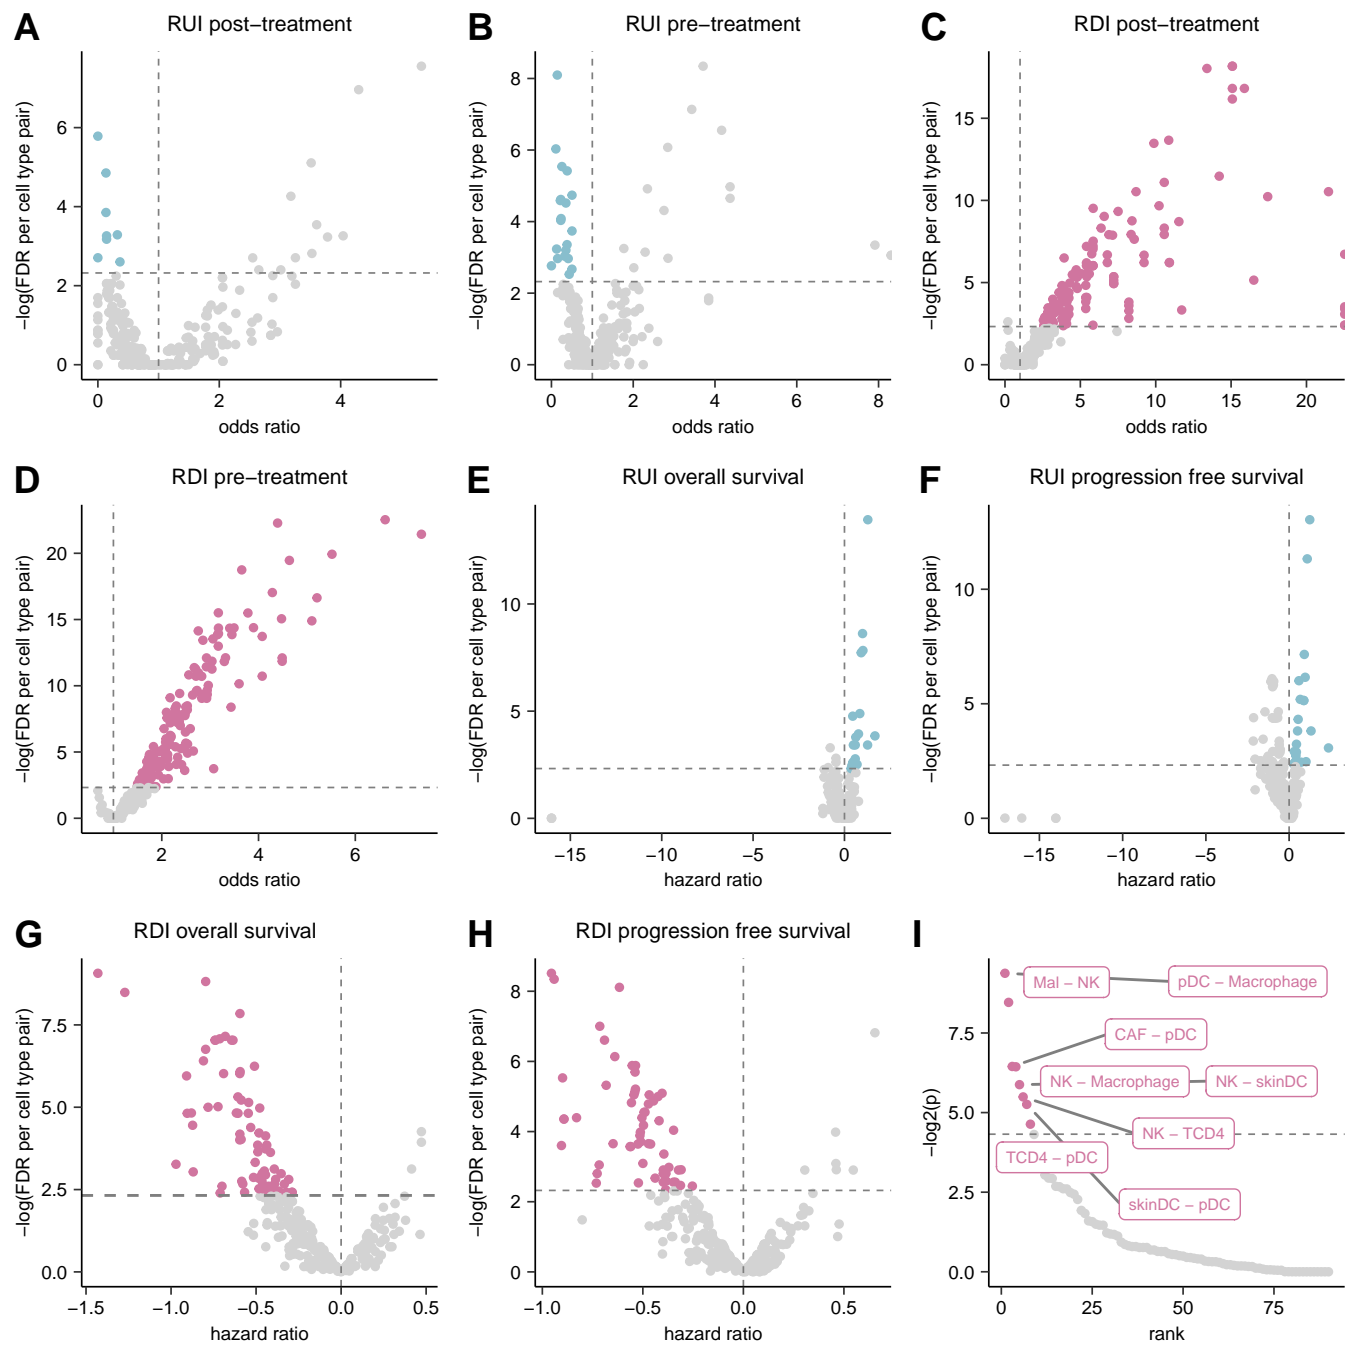 A
RUI post−treatment
−log(FDR per cell type pair)
6
4
2
0
0
2
4
odds ratio
B
RUI pre−treatment
−log(FDR per cell type pair)
8
6
4
2
0
0
2
4
6
8
odds ratio
C
RDI post−treatment
−log(FDR per cell type pair)
15
10
5
0
0
5
10
15
20
odds ratio
D
RDI pre−treatment
−log(FDR per cell type pair)
20
15
10
5
0
2
4
6
odds ratio
E
RUI overall survival
−log(FDR per cell type pair)
10
5
0
−15
−10
−5
0
hazard ratio
F
RUI progression free survival
−log(FDR per cell type pair)
10
5
0
−15
−10
−5
0
hazard ratio
G
RDI overall survival
−log(FDR per cell type pair)
7.5
5.0
2.5
0.0
−1.5
−1.0
−0.5
0.0
0.5
hazard ratio
H
RDI progression free survival
−log(FDR per cell type pair)
8
6
4
2
0
−1.0
−0.5
0.0
0.5
hazard ratio
I
−log2(p)
7.5
5.0
2.5
0.0
Mal − NK
pDC − Macrophage
CAF − pDC
NK − Macrophage
NK − skinDC
NK − TCD4
TCD4 − pDC
skinDC − pDC
0
25
50
75
rank